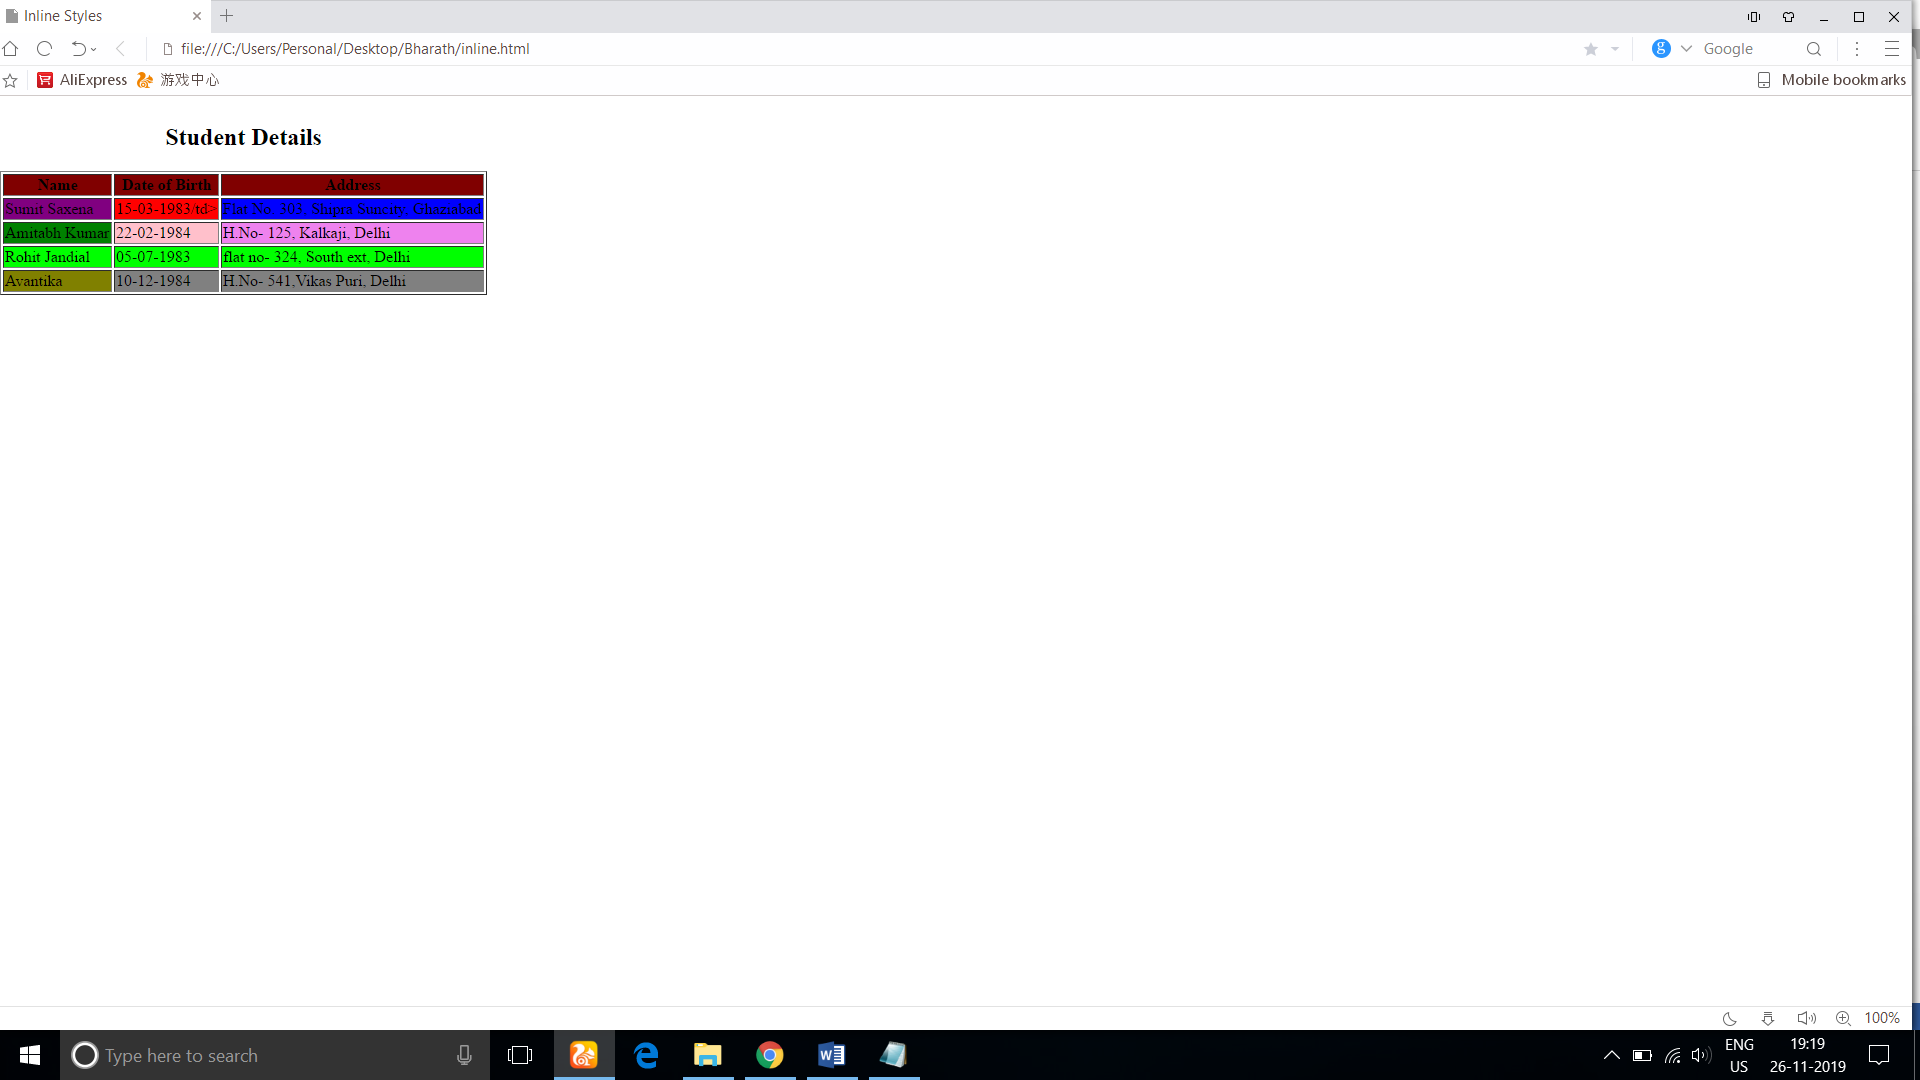 Inline Styles
file:///C:/Users/Personal/Desktop/Bharath/inline.html
g Google
AliExpress 游戏中心 Mobile bookmarks
Student Details
Name Date of Birth Address
Sumit Saxena 15-03-1983/td> Flat No. 303, Shipra Suncity, Ghaziabad
Amitabh Kumar 22-02-1984 H.No- 125, Kalkaji, Delhi
Rohit Jandial 05-07-1983 flat no- 324, South ext, Delhi
Avantika 10-12-1984 H.No- 541,Vikas Puri, Delhi
100%
Type here to search
ENG 19:19
US 26-11-2019